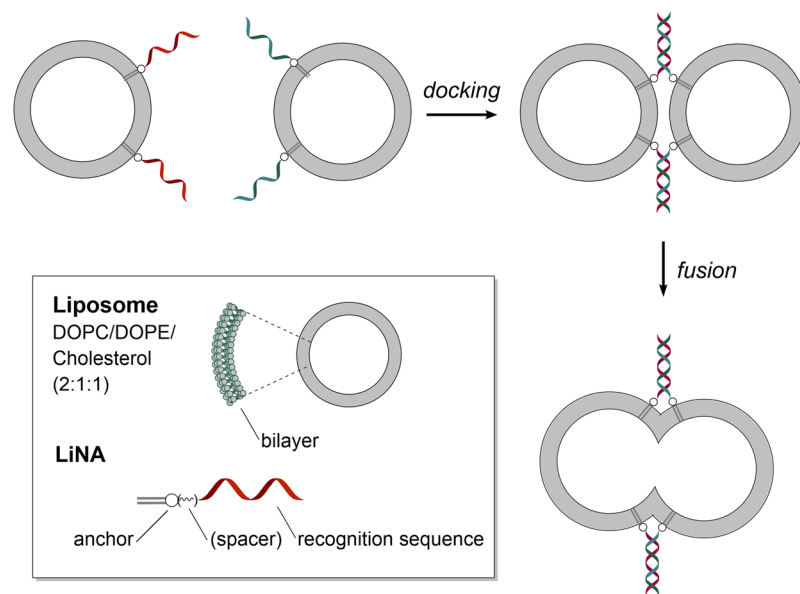 docking
fusion
Liposome
DOPC/DOPE/
Cholesterol
(2:1:1)
bilayer
LiNA
anchor
(spacer)
recognition sequence